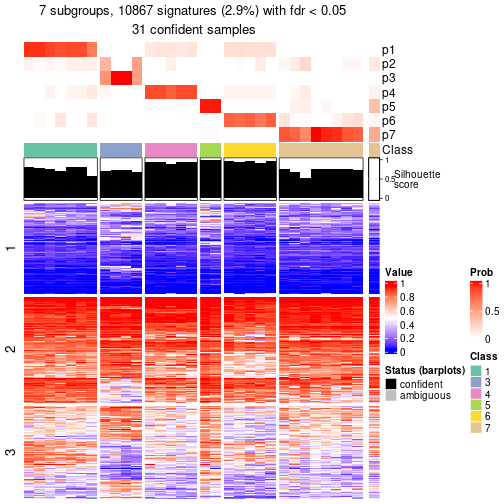 7 subgroups, 10867 signatures (2.9%) with fdr < 0.05
31 confident samples
p1
p2
p3
p4
p5
p6
p7
Class
1
0.5
0
Silhouette
score
1
2
3
Value
1
0.8
0.6
0.4
0.2
0
Status (barplots)
confident
ambiguous
Prob
1
0.5
0
Class
1
3
4
5
6
7